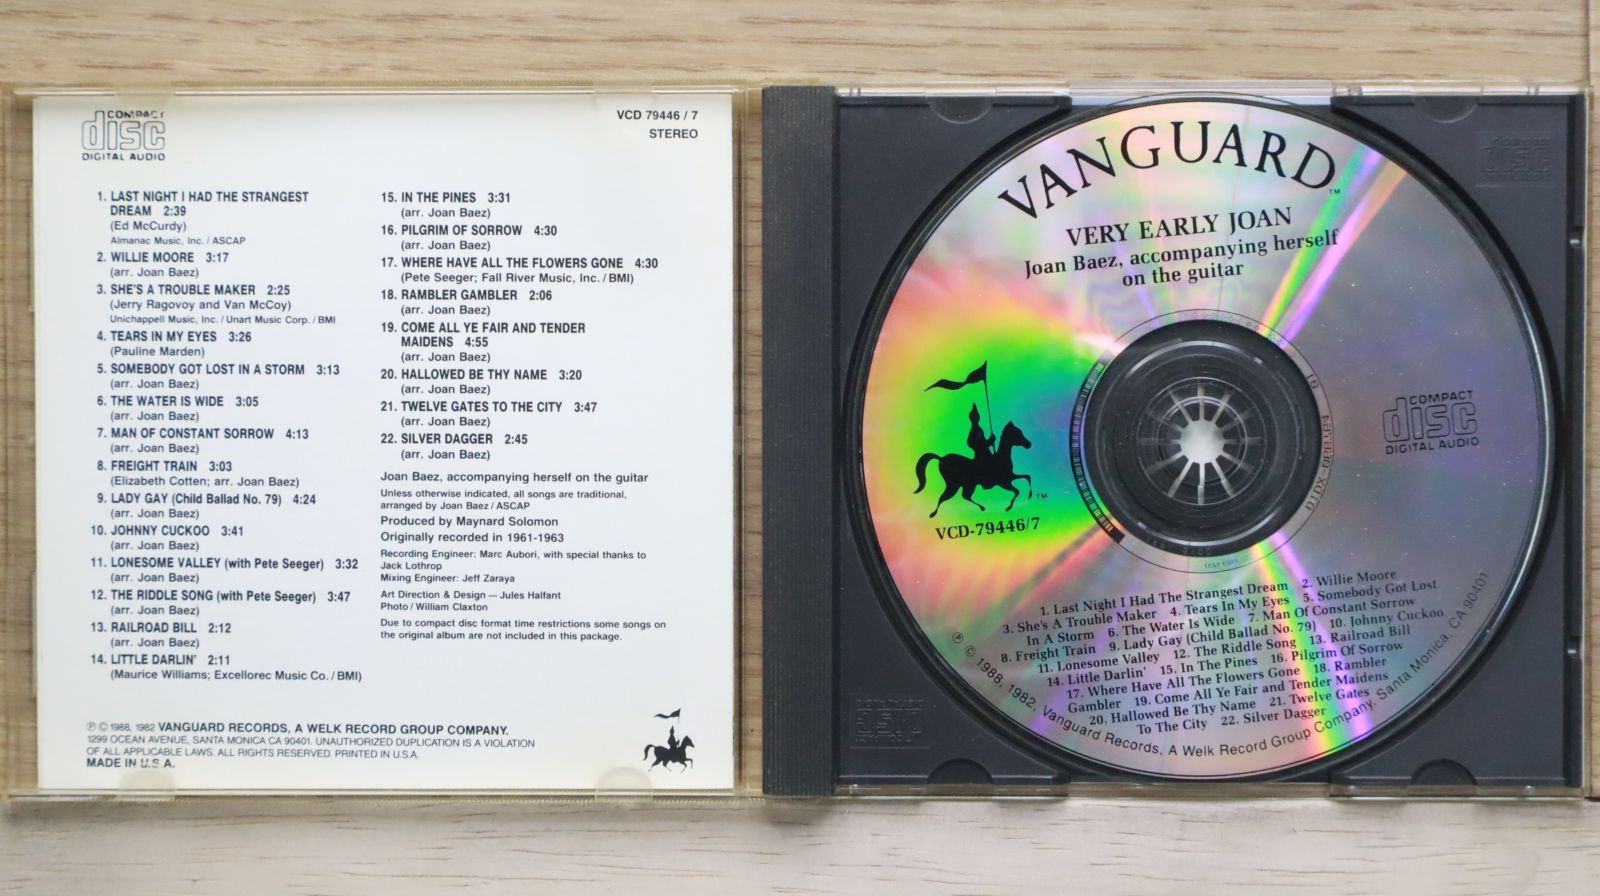 COMPACT
disc
DIGITAL AUDIO
VCD 79446 / 7
STEREO
1. LAST NIGHT I HAD THE STRANGEST
DREAM 2:39
(Ed McCurdy)
Almanac Music, Inc. / ASCAP
2. WILLIE MOORE 3:17
(arr. Joan Baez)
3. SHE'S A TROUBLE MAKER 2:25
(Jerry Ragovoy and Van McCoy)
Unichappell Music, Inc. / Unart Music Corp. / BMI
4. TEARS IN MY EYES 3:26
(Pauline Marden)
5. SOMEBODY GOT LOST IN A STORM 3:13
(arr. Joan Baez)
6. THE WATER IS WIDE 3:05
(arr. Joan Baez)
7. MAN OF CONSTANT SORROW 4:13
(arr. Joan Baez)
8. FREIGHT TRAIN 3:03
(Elizabeth Cotten; arr. Joan Baez)
9. LADY GAY (Child Ballad No. 79) 4:24
(arr. Joan Baez)
10. JOHNNY CUCKOO 3:41
(arr. Joan Baez)
11. LONESOME VALLEY (with Pete Seeger) 3:32
(arr. Joan Baez)
12. THE RIDDLE SONG (with Pete Seeger) 3:47
(arr. Joan Baez)
13. RAILROAD BILL 2:12
(arr. Joan Baez)
14. LITTLE DARLIN' 2:11
(Maurice Williams; Excellorec Music Co. / BMI)
15. IN THE PINES 3:31
(arr. Joan Baez)
16. PILGRIM OF SORROW 4:30
(arr. Joan Baez)
17. WHERE HAVE ALL THE FLOWERS GONE 4:30
(Pete Seeger; Fall River Music, Inc. / BMI)
18. RAMBLER GAMBLER 2:06
(arr. Joan Baez)
19. COME ALL YE FAIR AND TENDER
MAIDENS 4:55
(arr. Joan Baez)
20. HALLOWED BE THY NAME 3:20
(arr. Joan Baez)
21. TWELVE GATES TO THE CITY 3:47
(arr. Joan Baez)
22. SILVER DAGGER 2:45
(arr. Joan Baez)
Joan Baez, accompanying herself on the guitar
Unless otherwise indicated, all songs are traditional,
arranged by Joan Baez / ASCAP
Produced by Maynard Solomon
Originally recorded in 1961-1963
Recording Engineer: Marc Aubori, with special thanks to
Jack Lothrop
Mixing Engineer: Jeff Zaraya
Art Direction & Design — Jules Halfant
Photo / William Claxton
Due to compact disc format time restrictions some songs on
the original album are not included in this package.
℗ © 1988, 1982 VANGUARD RECORDS, A WELK RECORD GROUP COMPANY.
1299 OCEAN AVENUE, SANTA MONICA CA 90401. UNAUTHORIZED DUPLICATION IS A VIOLATION
OF ALL APPLICABLE LAWS. ALL RIGHTS RESERVED. PRINTED IN U.S.A.
MADE IN U.S.A.
VANGUARD™
VERY EARLY JOAN
Joan Baez, accompanying herself
on the guitar
COMPACT
disc
DIGITAL AUDIO
TM
VCD-79446/7
1. Last Night I Had The Strangest Dream 2. Willie Moore
3. She's A Trouble Maker 4. Tears In My Eyes 5. Somebody Got Lost
In A Storm 6. The Water Is Wide 7. Man Of Constant Sorrow
8. Freight Train 9. Lady Gay (Child Ballad No. 79) 10. Johnny Cuckoo
11. Lonesome Valley 12. The Riddle Song 13. Railroad Bill
14. Little Darlin' 15. In The Pines 16. Pilgrim Of Sorrow
17. Where Have All The Flowers Gone 18. Rambler
Gambler 19. Come All Ye Fair and Tender Maidens
20. Hallowed Be Thy Name 21. Twelve Gates
To The City 22. Silver Dagger
℗ © 1988, 1982, Vanguard Records, A Welk Record Group Company. Santa Monica, CA 90401